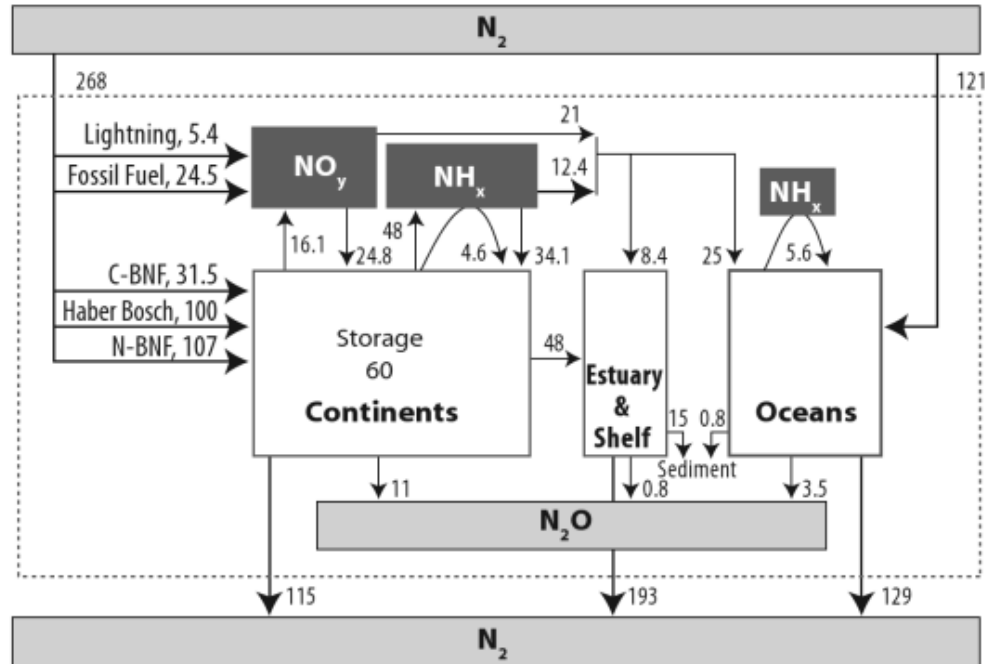 N2
268
121
Lightning, 5.4
21
Fossil Fuel, 24.5
NOy
NHx
12.4
NHx
16.1
24.8
48
4.6
34.1
8.4
25
5.6
C-BNF, 31.5
Haber Bosch, 100
N-BNF, 107
Storage
60
Continents
48
Estuary
&
Shelf
Oceans
15
0.8
Sediment
11
0.8
3.5
N2O
115
193
129
N2